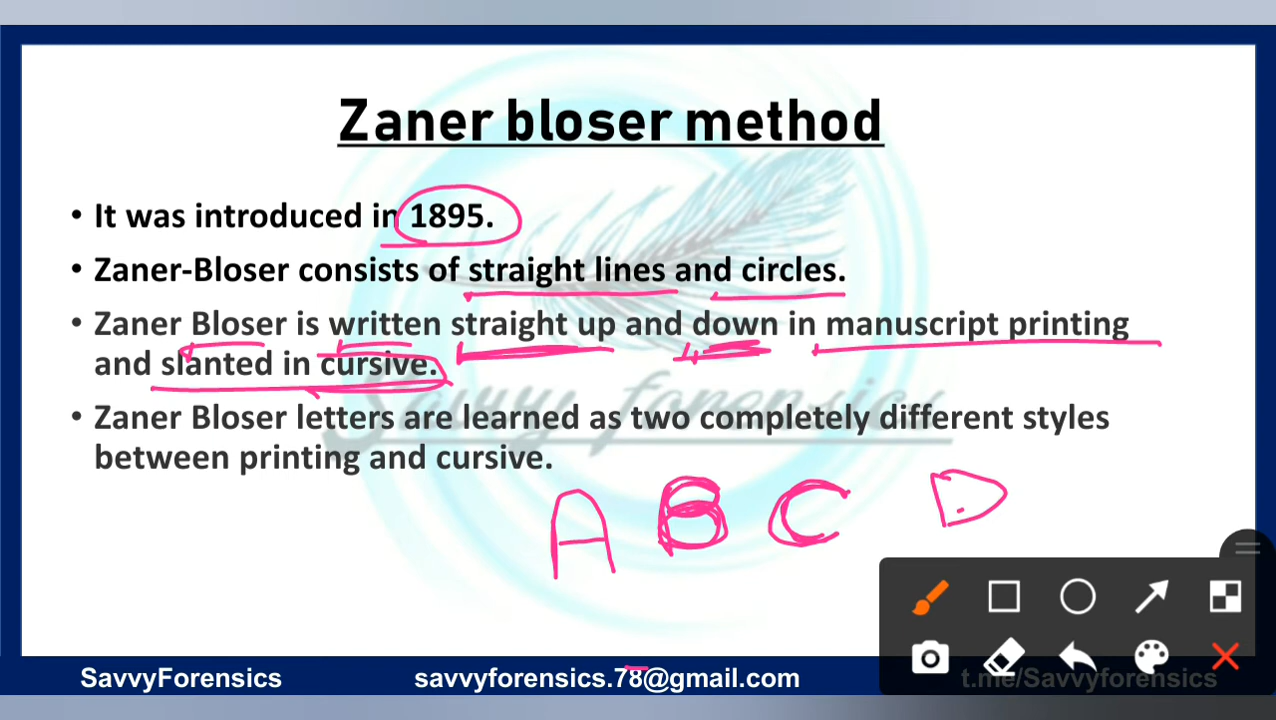 Zaner bloser method
• It was introduced in 1895.
• Zaner-Bloser consists of straight lines and circles.
• Zaner Bloser is written straight up and down in manuscript printing
and slanted in cursive.
Savvy forensics
• Zaner Bloser letters are learned as two completely different styles
between printing and cursive.
A B C D
SavvyForensics savvyforensics.78@gmail.com t.me/Savvyforensics